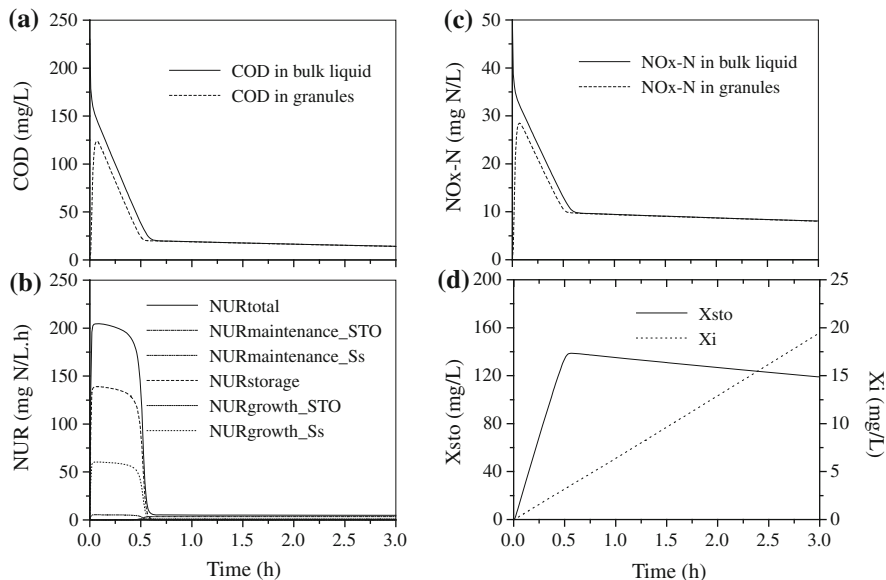 (a)
250
200
150
100
50
0
COD (mg/L)
COD in bulk liquid
COD in granules
(c)
50
40
30
20
10
0
NOx-N (mg N/L)
NOx-N in bulk liquid
NOx-N in granules
(b)
250
200
150
100
50
0
NUR (mg N/L.h)
NURtotal
NURmaintenance_STO
NURmaintenance_Ss
NURstorage
NURgrowth_STO
NURgrowth_Ss
0.0 0.5 1.0 1.5 2.0 2.5 3.0
Time (h)
(d)
200
160
120
80
40
0
Xsto (mg/L)
Xsto
Xi
25
20
15
10
5
0
Xi (mg/L)
0.0 0.5 1.0 1.5 2.0 2.5 3.0
Time (h)